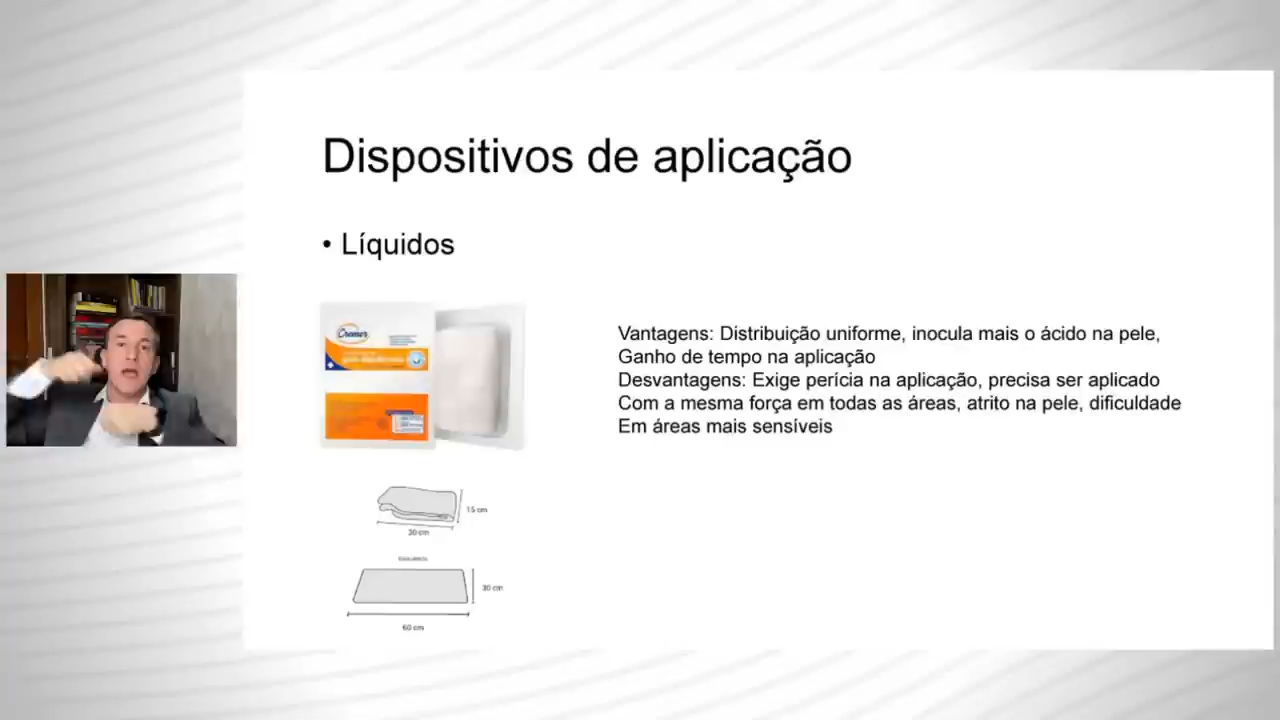 Dispositivos de aplicação
• Líquidos
Cremer
Vantagens: Distribuição uniforme, inocula mais o ácido na pele,
Ganho de tempo na aplicação
Desvantagens: Exige perícia na aplicação, precisa ser aplicado
Com a mesma força em todas as áreas, atrito na pele, dificuldade
Em áreas mais sensíveis
15 cm
30 cm
60 cm